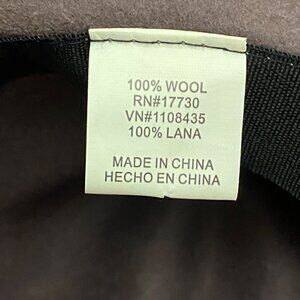 100% WOOL
RN#17730
VN#1108435
100% LANA
MADE IN CHINA
HECHO EN CHINA